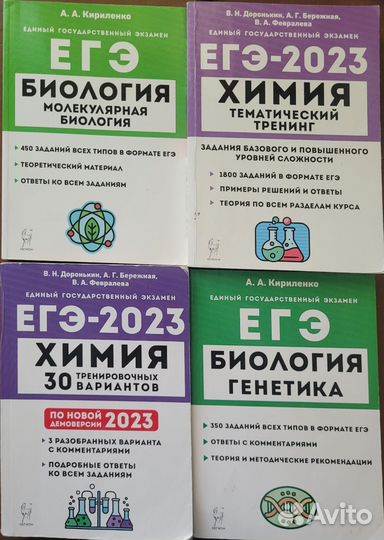 А. А. Кириленко
ЕДИНЫЙ ГОСУДАРСТВЕННЫЙ ЭКЗАМЕН
ЕГЭ
БИОЛОГИЯ
МОЛЕКУЛЯРНАЯ
БИОЛОГИЯ
450 ЗАДАНИЙ ВСЕХ ТИПОВ В ФОРМАТЕ ЕГЭ
ТЕОРЕТИЧЕСКИЙ МАТЕРИАЛ
ОТВЕТЫ КО ВСЕМ ЗАДАНИЯМ
ЛЕГИОН
В. Н. Доронькин, А. Г. Бережная,
В. А. Февралева
ЕДИНЫЙ ГОСУДАРСТВЕННЫЙ ЭКЗАМЕН
ЕГЭ-2023
ХИМИЯ
ТЕМАТИЧЕСКИЙ
ТРЕНИНГ
ЗАДАНИЯ БАЗОВОГО И ПОВЫШЕННОГО
УРОВНЕЙ СЛОЖНОСТИ
1800 ЗАДАНИЙ В ФОРМАТЕ ЕГЭ
ПРИМЕРЫ РЕШЕНИЙ И ОТВЕТЫ
ТЕОРИЯ ПО ВСЕМ РАЗДЕЛАМ КУРСА
ЛЕГИОН
В. Н. Доронькин, А. Г. Бережная,
В. А. Февралева
ЕДИНЫЙ ГОСУДАРСТВЕННЫЙ ЭКЗАМЕН
ЕГЭ-2023
ХИМИЯ
30 ТРЕНИРОВОЧНЫХ
ВАРИАНТОВ
ПО НОВОЙ
ДЕМОВЕРСИИ 2023
3 РАЗОБРАННЫХ ВАРИАНТА
С КОММЕНТАРИЯМИ
ПОДРОБНЫЕ ОТВЕТЫ
КО ВСЕМ ЗАДАНИЯМ
ЛЕГИОН
А. А. Кириленко
ЕДИНЫЙ ГОСУДАРСТВЕННЫЙ ЭКЗАМЕН
ЕГЭ
БИОЛОГИЯ
ГЕНЕТИКА
350 ЗАДАНИЙ ВСЕХ ТИПОВ В ФОРМАТЕ ЕГЭ
ОТВЕТЫ С КОММЕНТАРИЯМИ
ТЕОРИЯ И МЕТОДИЧЕСКИЕ РЕКОМЕНДАЦИИ
ЛЕГИОН
Avito